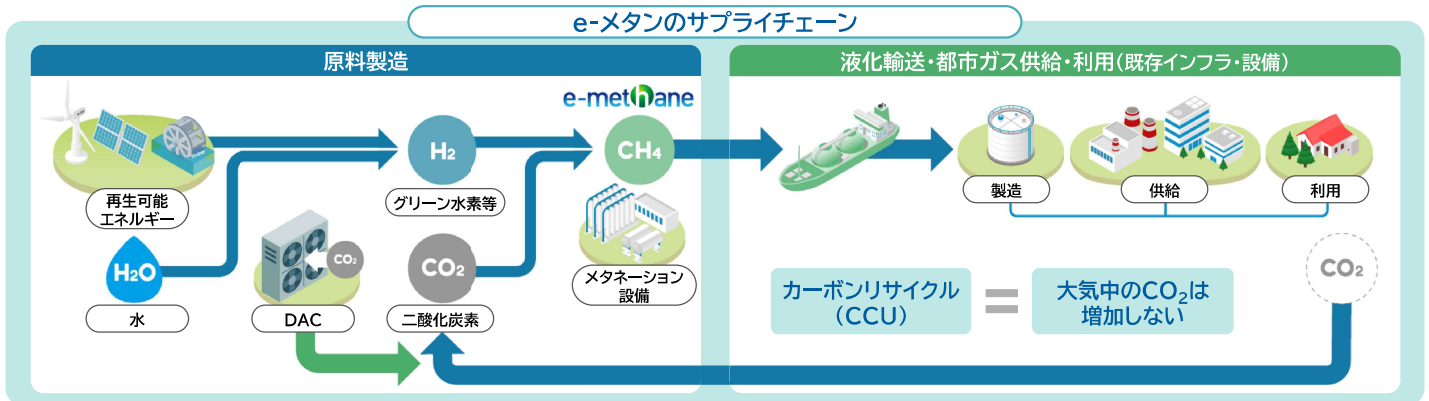 e-メタンのサプライチェーン
原料製造
液化輸送・都市ガス供給・利用(既存インフラ・設備)
e-methane
H2
CH4
再生可能
エネルギー
グリーン水素等
製造
供給
利用
H2O
CO2
CO2
CO2
メタネーション
設備
水
DAC
二酸化炭素
カーボンリサイクル
(CCU)
=
大気中のCO2は
増加しない